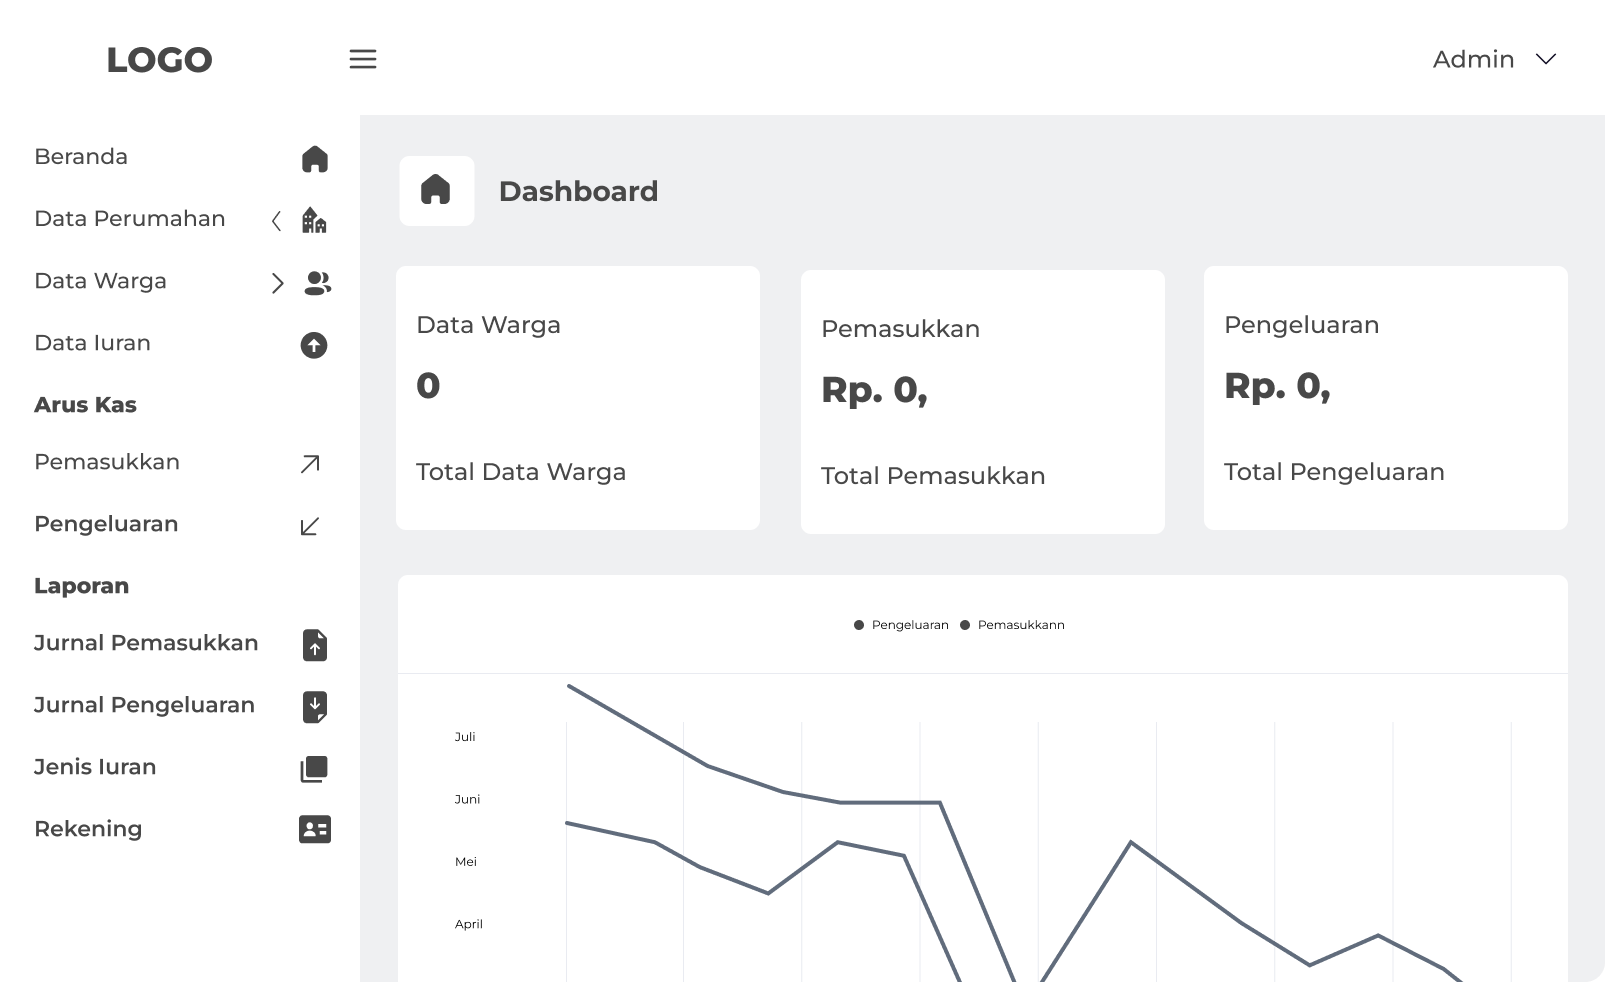 LOGO
Admin
Beranda
Data Perumahan
Data Warga
Data Iuran
Arus Kas
Pemasukkan
Pengeluaran
Laporan
Jurnal Pemasukkan
Jurnal Pengeluaran
Jenis Iuran
Rekening
Dashboard
Data Warga
0
Total Data Warga
Pemasukkan
Rp. 0,
Total Pemasukkan
Pengeluaran
Rp. 0,
Total Pengeluaran
Pengeluaran Pemasukkann
Juli
Juni
Mei
April